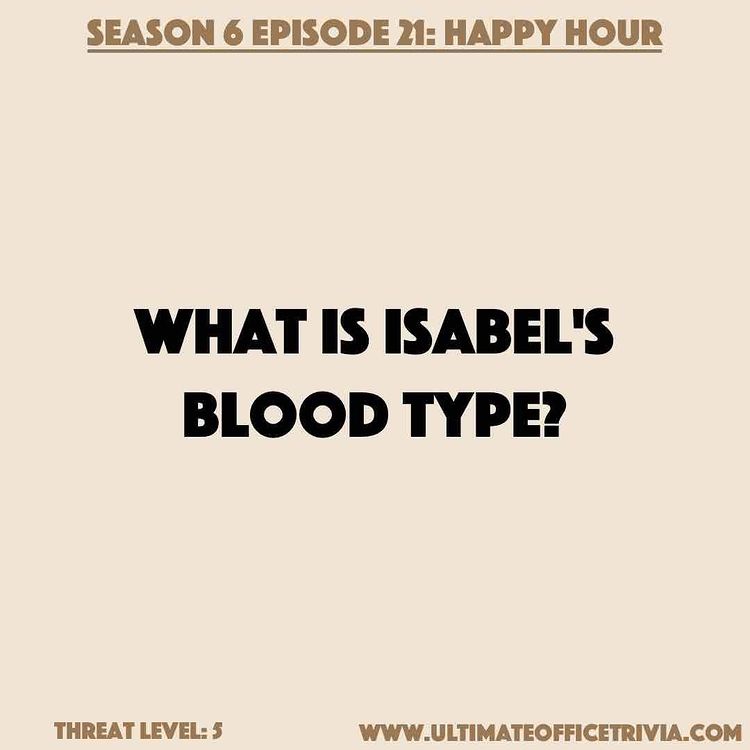 SEASON 6 EPISODE 21: HAPPY HOUR
WHAT IS ISABEL'S
BLOOD TYPE?
THREAT LEVEL: 5
WWW.ULTIMATEOFFICETRIVIA.COM